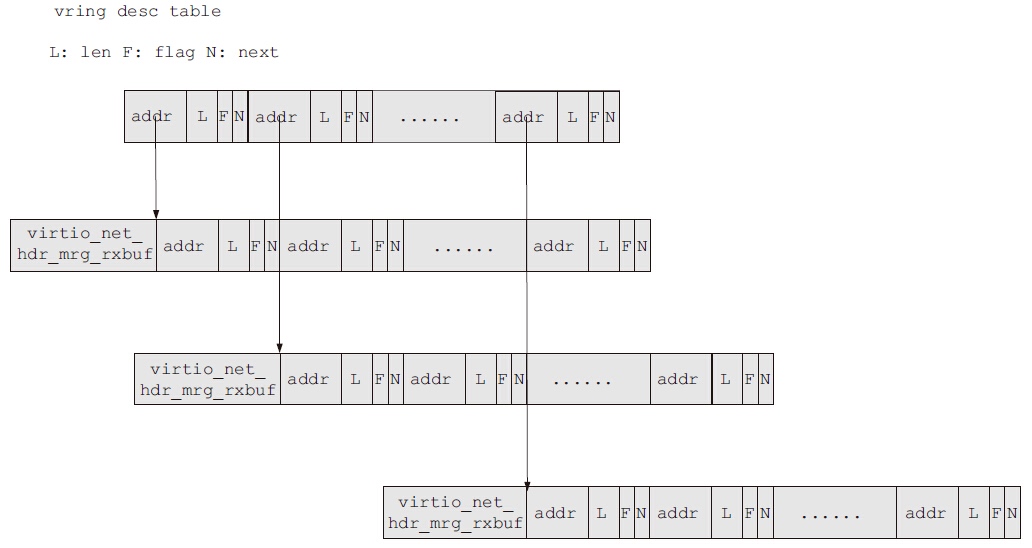 vring desc table
L: len F: flag N: next
addr L F N addr L F N ...... addr L F N
virtio_net_
hdr_mrg_rxbuf addr L F N addr L F N ...... addr L F N
virtio_net_
hdr_mrg_rxbuf addr L F N addr L F N ...... addr L F N
virtio_net_
hdr_mrg_rxbuf addr L F N addr L F N ...... addr L F N